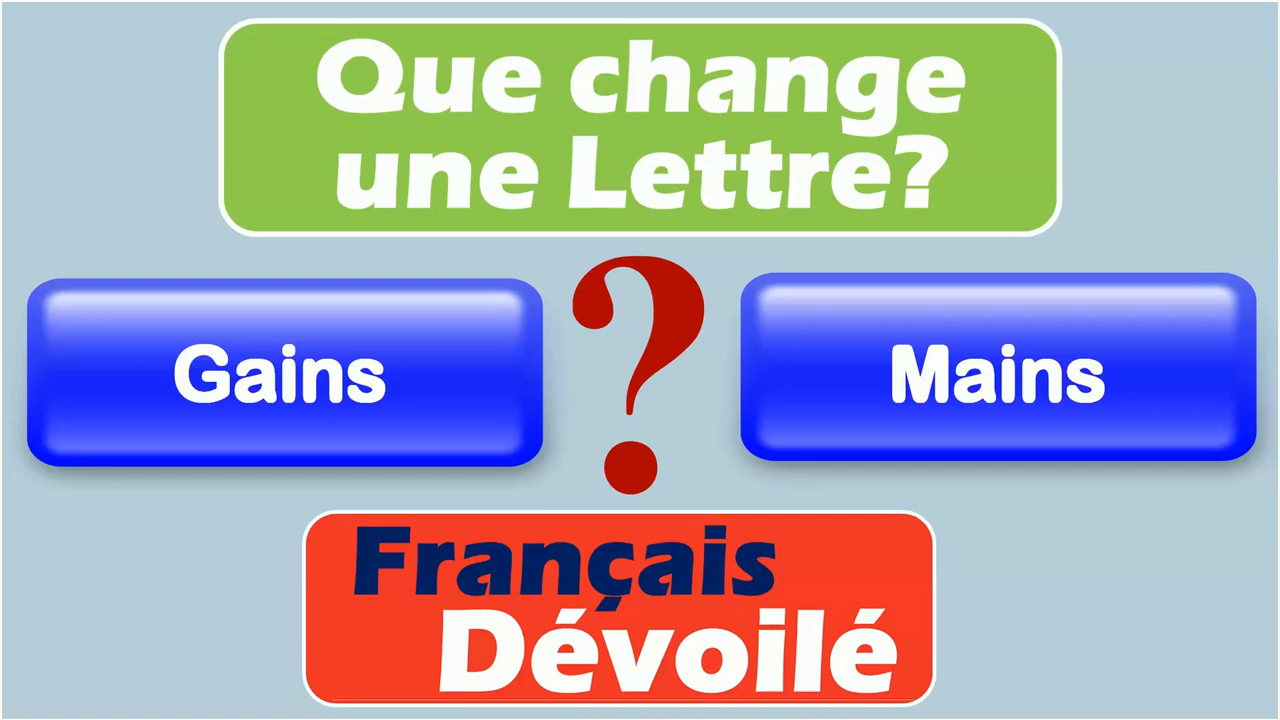 Que change
une Lettre?
Gains
?
Mains
Français
Dévoilé